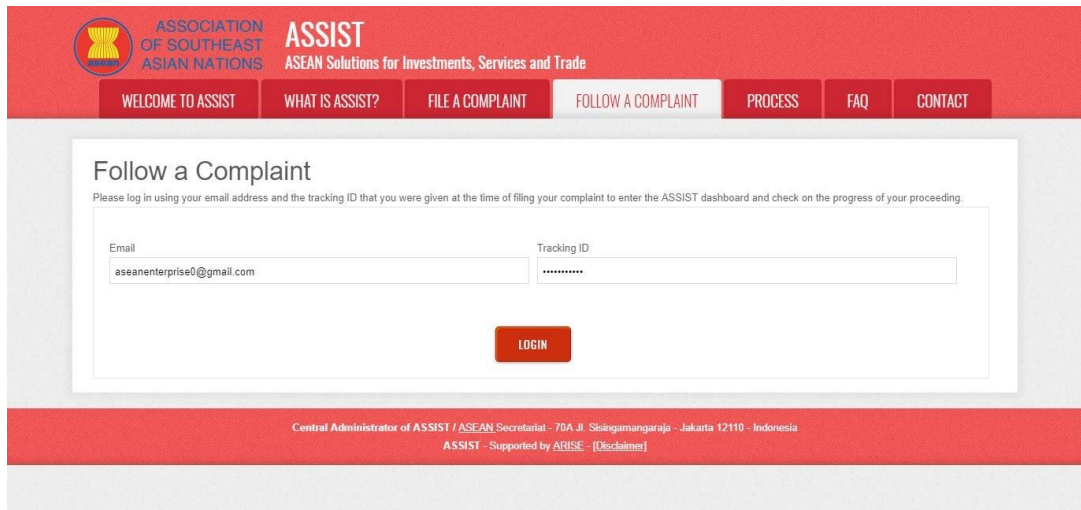 ASSOCIATION
OF SOUTHEAST
ASIAN NATIONS
asean
ASSIST
ASEAN Solutions for Investments, Services and Trade
WELCOME TO ASSIST WHAT IS ASSIST? FILE A COMPLAINT FOLLOW A COMPLAINT PROCESS FAQ CONTACT
Follow a Complaint
Please log in using your email address and the tracking ID that you were given at the time of filing your complaint to enter the ASSIST dashboard and check on the progress of your proceeding.
Email Tracking ID
aseanenterprise0@gmail.com •••••••••••
LOGIN
Central Administrator of ASSIST / ASEAN Secretariat - 70A Jl. Sisingamangaraja - Jakarta 12110 - Indonesia
ASSIST - Supported by ARISE - [Disclaimer]